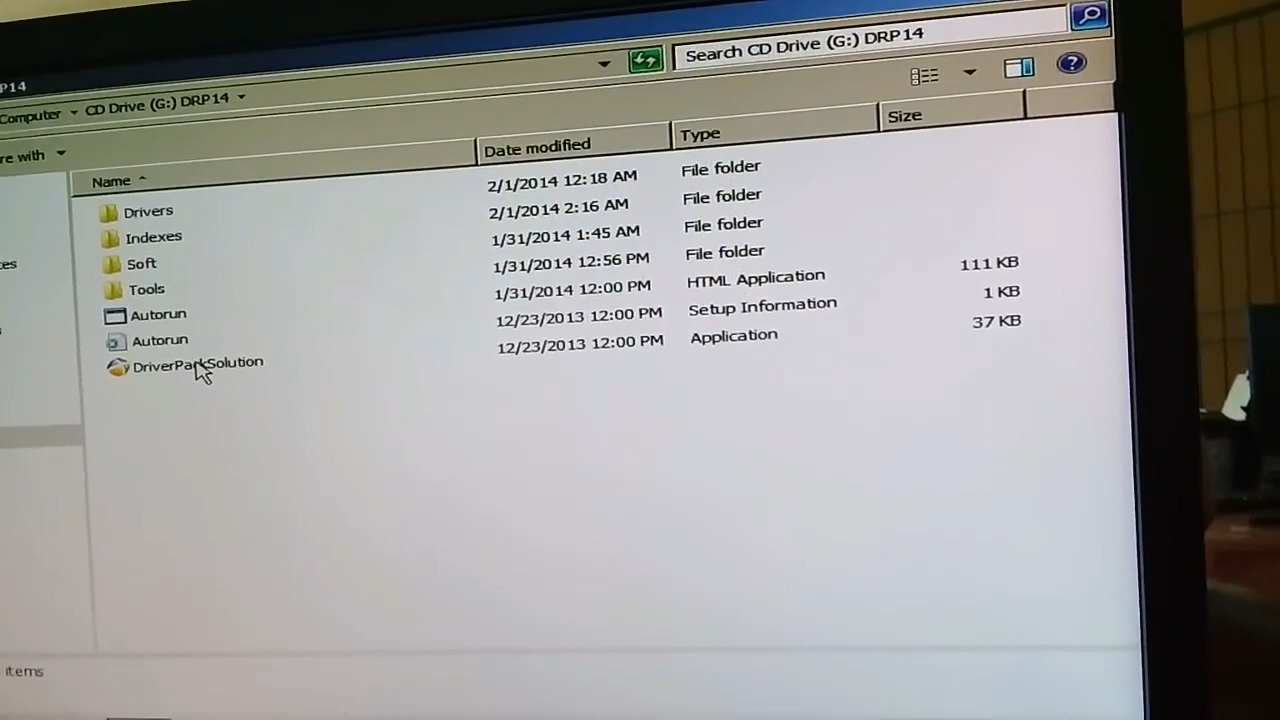 P14
Computer CD Drive (G:) DRP14
Search CD Drive (G:) DRP14
re with
Name Date modified Type Size
Drivers 2/1/2014 12:18 AM File folder
Indexes 2/1/2014 2:16 AM File folder
Soft 1/31/2014 1:45 AM File folder
Tools 1/31/2014 12:56 PM File folder
Autorun 1/31/2014 12:00 PM HTML Application 111 KB
Autorun 12/23/2013 12:00 PM Setup Information 1 KB
DriverPackSolution 12/23/2013 12:00 PM Application 37 KB
es
items